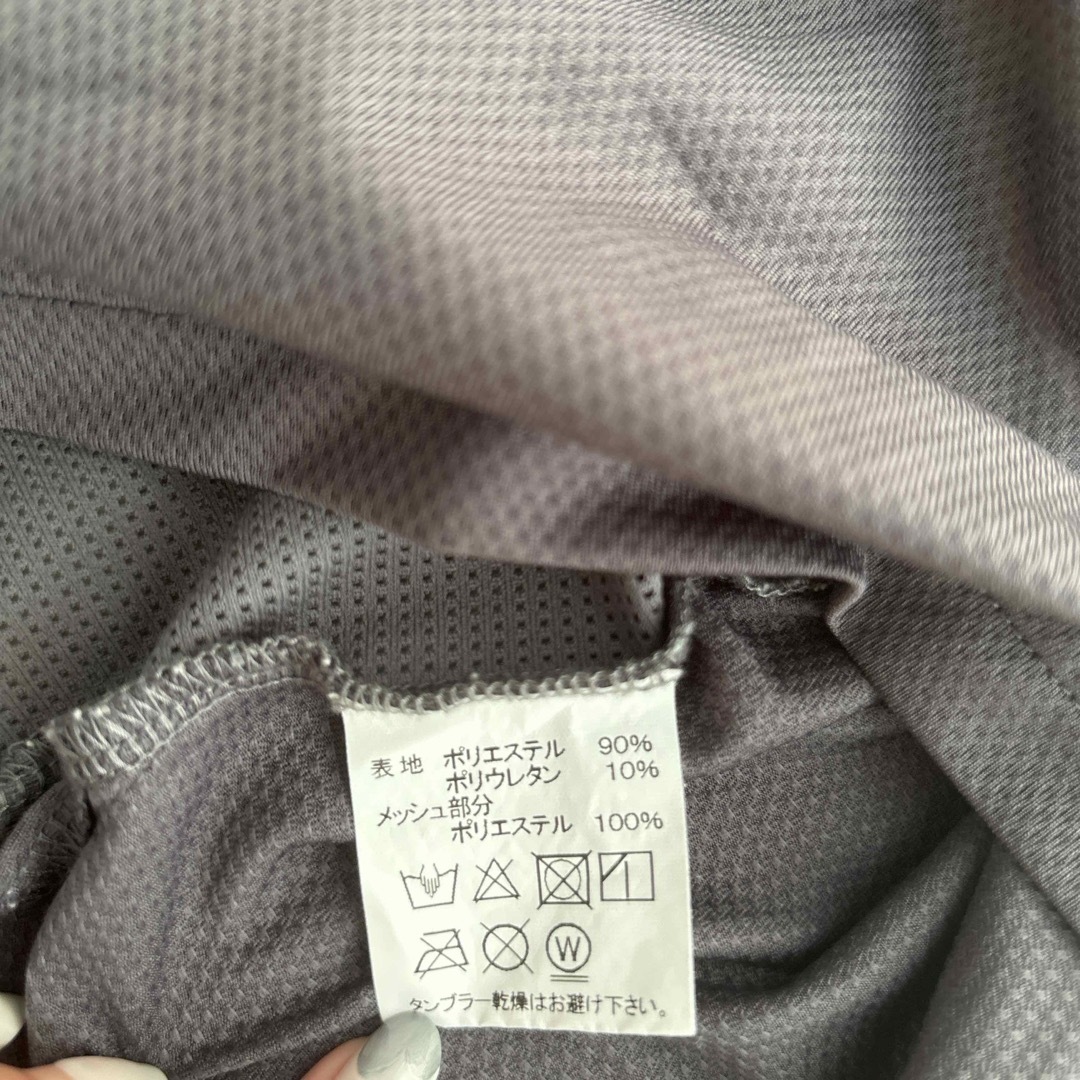 表地 ポリエステル 90%
ポリウレタン 10%
メッシュ部分
ポリエステル 100%
W
タンブラー乾燥はお避け下さい。